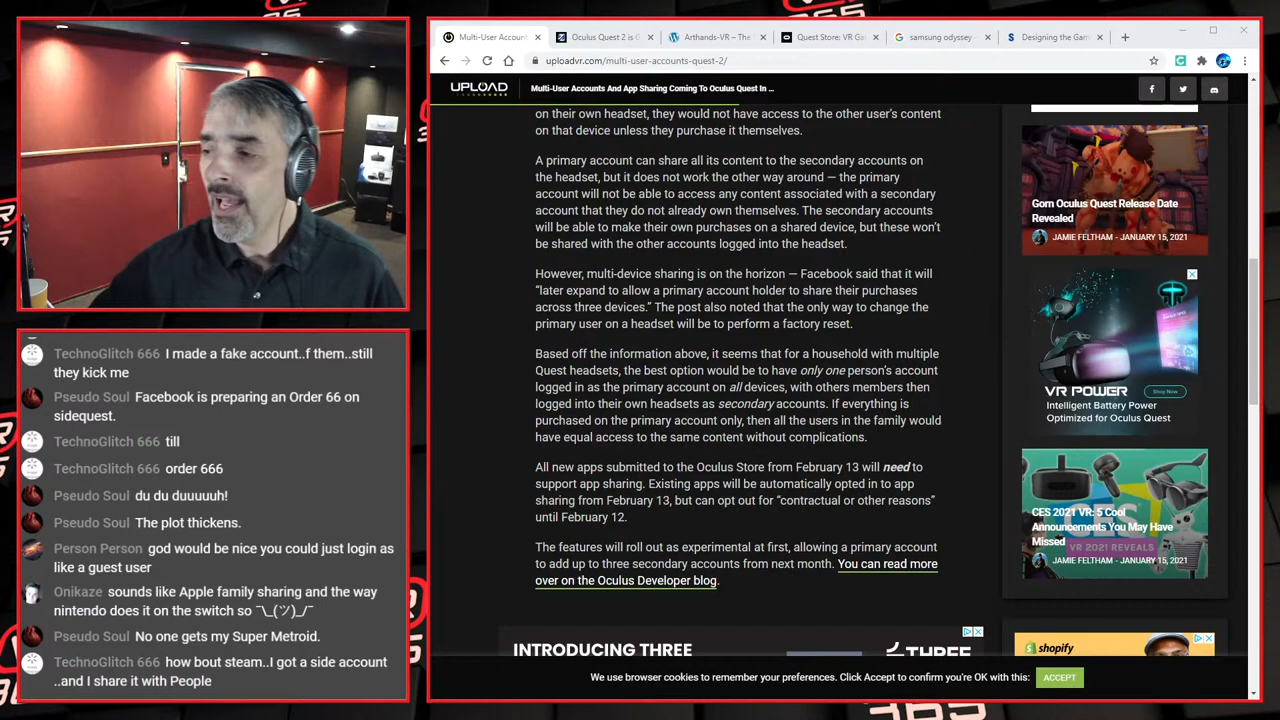 TechnoGlitch 666 I made a fake account..f them..still
they kick me
Pseudo Soul Facebook is preparing an Order 66 on
sidequest.
TechnoGlitch 666 till
TechnoGlitch 666 order 666
Pseudo Soul du du duuuuuh!
Pseudo Soul The plot thickens.
Person Person god would be nice you could just login as
like a guest user
Onikaze sounds like Apple family sharing and the way
nintendo does it on the switch so ¯\_(ツ)_/¯
Pseudo Soul No one gets my Super Metroid.
TechnoGlitch 666 how bout steam..I got a side account
..and I share it with People
Multi-User Account
Oculus Quest 2 is G
Arthands-VR – The
Quest Store: VR Ga
samsung odyssey -
Designing the Gam
uploadvr.com/multi-user-accounts-quest-2/
UPLOAD
Multi-User Accounts And App Sharing Coming To Oculus Quest In ...
on their own headset, they would not have access to the other user's content
on that device unless they purchase it themselves.
A primary account can share all its content to the secondary accounts on
the headset, but it does not work the other way around — the primary
account will not be able to access any content associated with a secondary
account that they do not already own themselves. The secondary accounts
will be able to make their own purchases on a shared device, but these won't
be shared with the other accounts logged into the headset.
However, multi-device sharing is on the horizon — Facebook said that it will
“later expand to allow a primary account holder to share their purchases
across three devices.” The post also noted that the only way to change the
primary user on a headset will be to perform a factory reset.
Based off the information above, it seems that for a household with multiple
Quest headsets, the best option would be to have only one person's account
logged in as the primary account on all devices, with others members then
logged into their own headsets as secondary accounts. If everything is
purchased on the primary account only, then all the users in the family would
have equal access to the same content without complications.
All new apps submitted to the Oculus Store from February 13 will need to
support app sharing. Existing apps will be automatically opted in to app
sharing from February 13, but can opt out for “contractual or other reasons”
until February 12.
The features will roll out as experimental at first, allowing a primary account
to add up to three secondary accounts from next month. You can read more
over on the Oculus Developer blog.
Gorn Oculus Quest Release Date
Revealed
JAMIE FELTHAM - JANUARY 15, 2021
VR POWER
Shop Now
Intelligent Battery Power
Optimized for Oculus Quest
CES 2021 VR: 5 Cool
Announcements You May Have
Missed
VR 2021 REVEALS
JAMIE FELTHAM - JANUARY 15, 2021
INTRODUCING THREE
THREE
shopify
We use browser cookies to remember your preferences. Click Accept to confirm you're OK with this:
ACCEPT